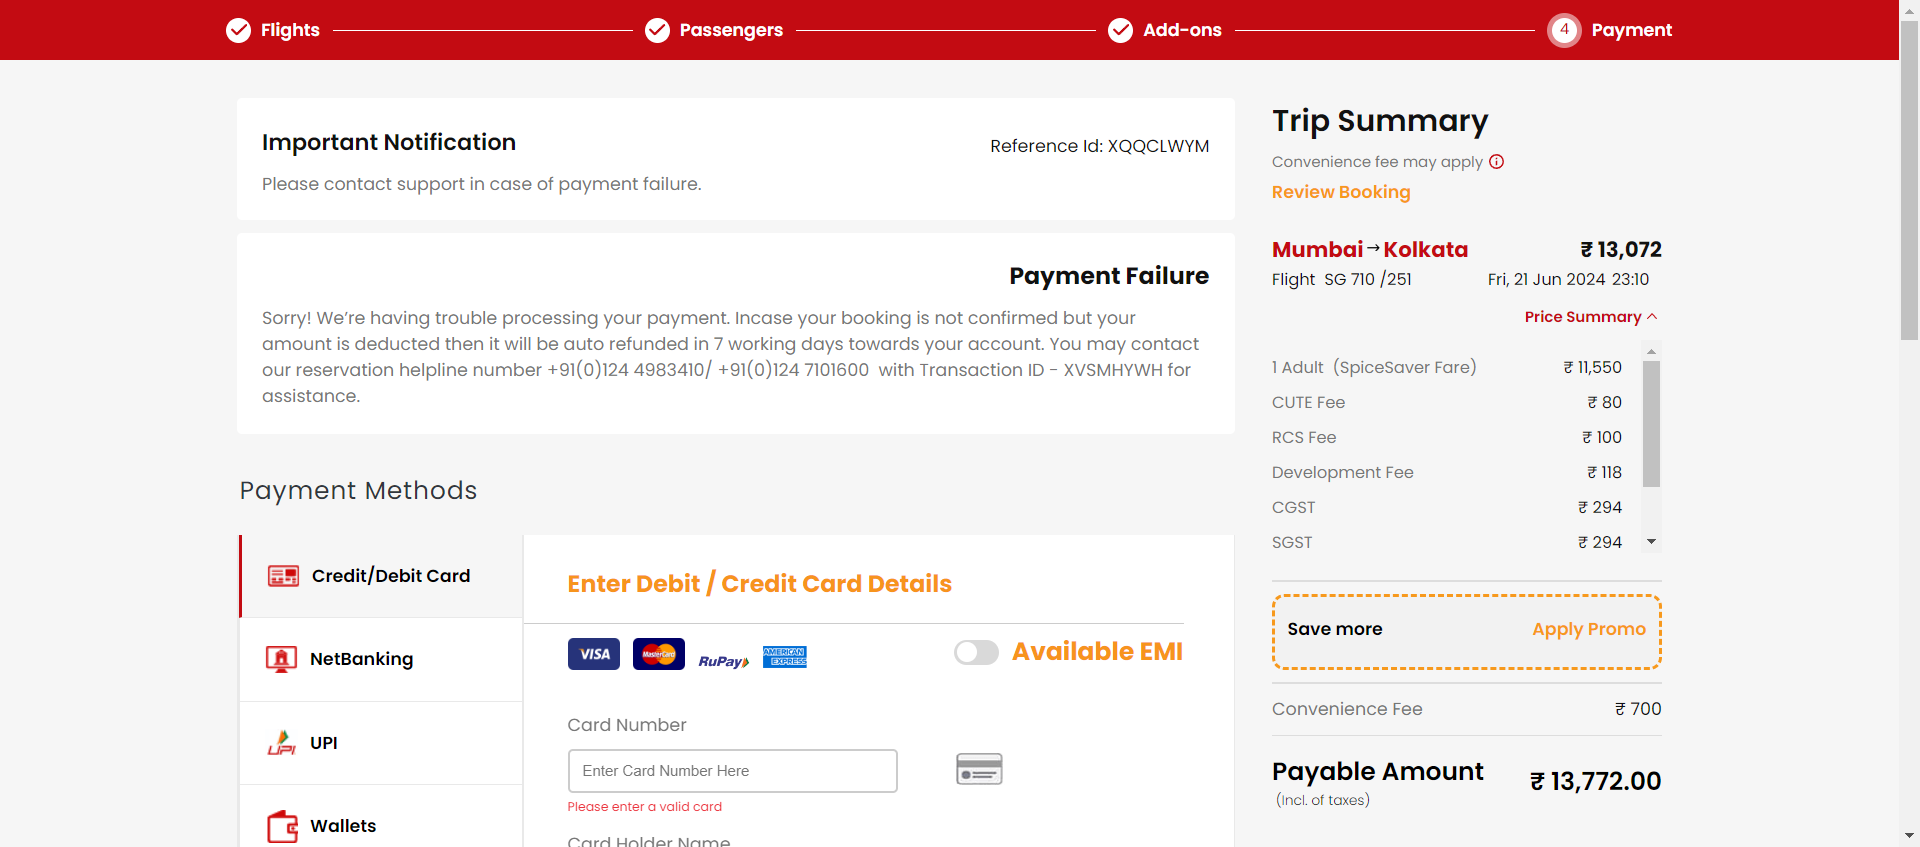 Flights
Passengers
Add-ons
4 Payment
Important Notification
Reference Id: XQQCLWYM
Please contact support in case of payment failure.
Payment Failure
Sorry! We’re having trouble processing your payment. Incase your booking is not confirmed but your
amount is deducted then it will be auto refunded in 7 working days towards your account. You may contact
our reservation helpline number +91(0)124 4983410/ +91(0)124 7101600 with Transaction ID - XVSMHYWH for
assistance.
Payment Methods
Credit/Debit Card
NetBanking
UPI UPI
Wallets
Enter Debit / Credit Card Details
VISA MasterCard RuPay AMERICAN EXPRESS
Available EMI
Card Number
Enter Card Number Here
Please enter a valid card
Card Holder Name
Trip Summary
Convenience fee may apply
Review Booking
Mumbai→Kolkata ₹ 13,072
Flight SG 710 /251 Fri, 21 Jun 2024 23:10
Price Summary
1 Adult (SpiceSaver Fare) ₹ 11,550
CUTE Fee ₹ 80
RCS Fee ₹ 100
Development Fee ₹ 118
CGST ₹ 294
SGST ₹ 294
Save more Apply Promo
Convenience Fee ₹ 700
Payable Amount ₹ 13,772.00
(Incl. of taxes)